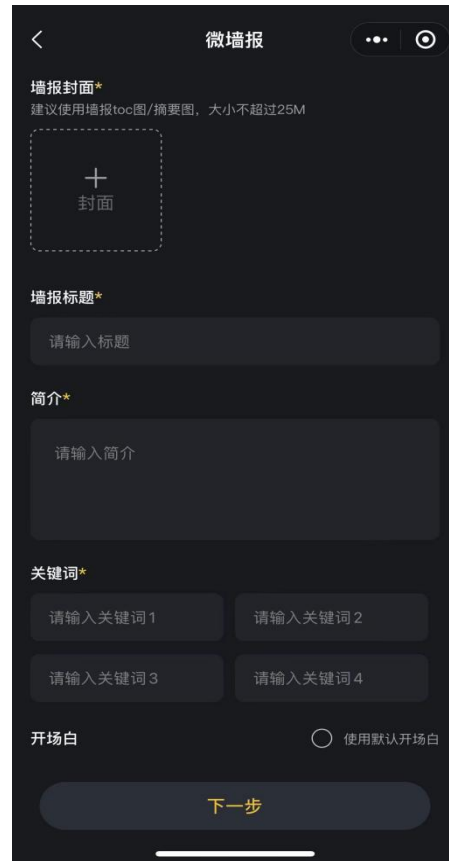 微墙报
墙报封面*
建议使用墙报toc图/摘要图，大小不超过25M
封面
墙报标题*
请输入标题
简介*
请输入简介
关键词*
请输入关键词1
请输入关键词2
请输入关键词3
请输入关键词4
开场白
使用默认开场白
下一步